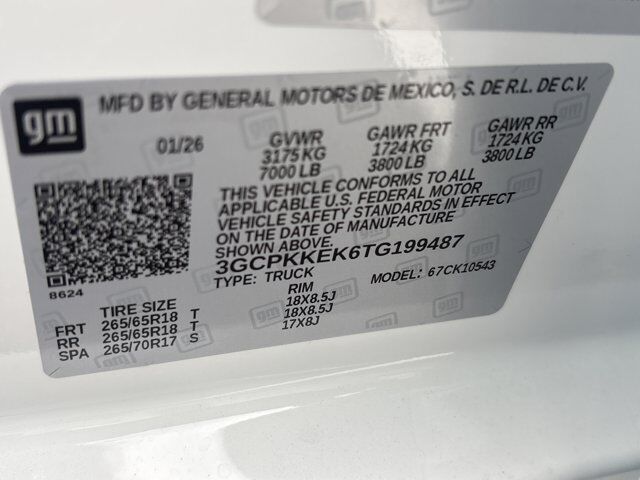 gm MFD BY GENERAL MOTORS DE MEXICO, S. DE R.L. DE C.V.
01/26 GVWR GAWR FRT GAWR RR
3175 KG 1724 KG 1724 KG
7000 LB 3800 LB 3800 LB
THIS VEHICLE CONFORMS TO ALL
APPLICABLE U.S. FEDERAL MOTOR
VEHICLE SAFETY STANDARDS IN EFFECT
ON THE DATE OF MANUFACTURE
SHOWN ABOVE.
3GCPKKEK6TG199487
8624 TYPE: TRUCK MODEL: 67CK10543
TIRE SIZE RIM
FRT 265/65R18 T 18X8.5J
RR 265/65R18 T 18X8.5J
SPA 265/70R17 S 17X8J